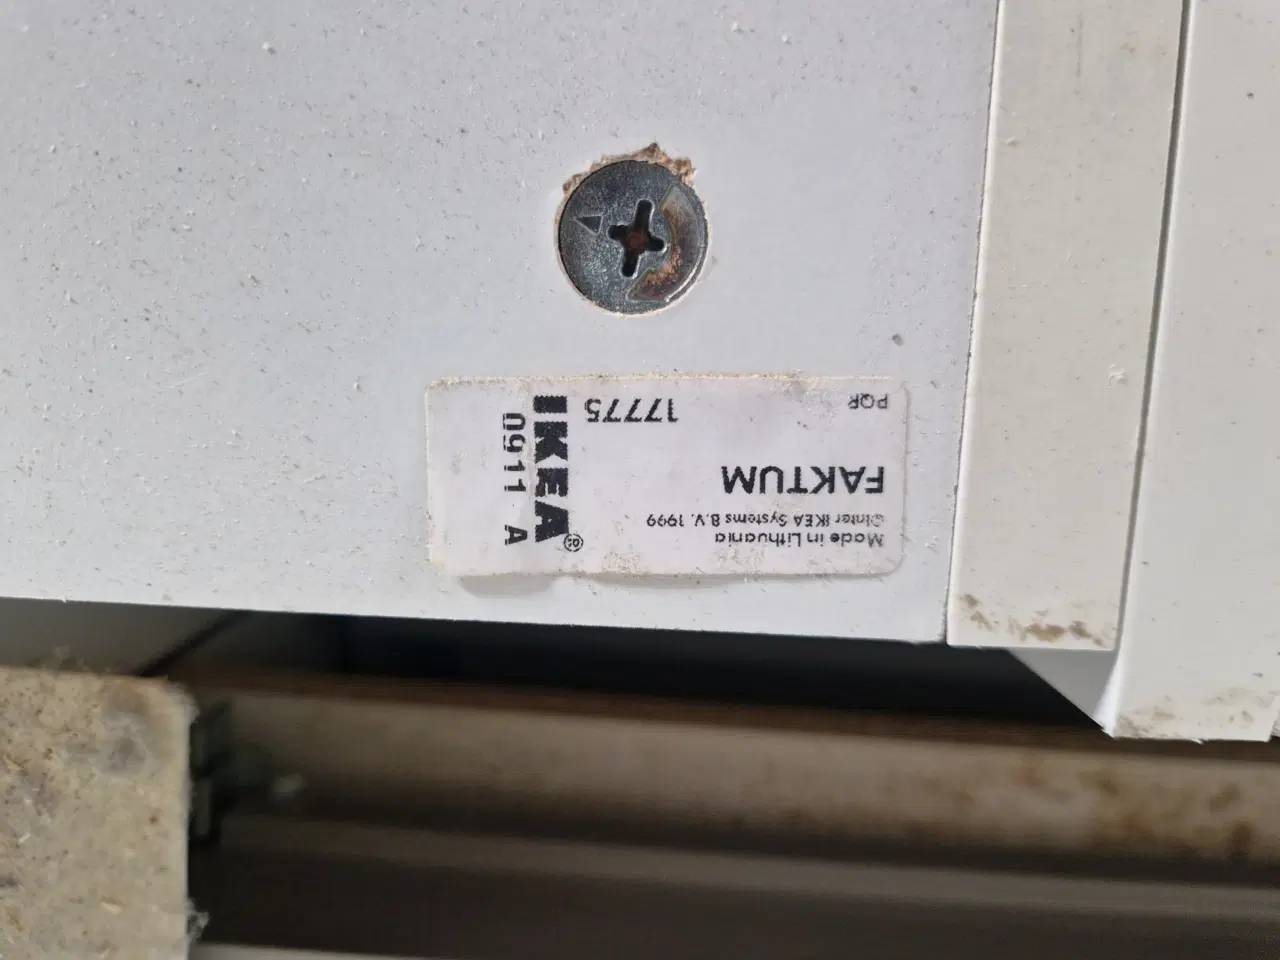 Made in Lithuania
©Inter IKEA Systems B.V. 1999
FAKTUM
PQR
17775
IKEA®
0911 A